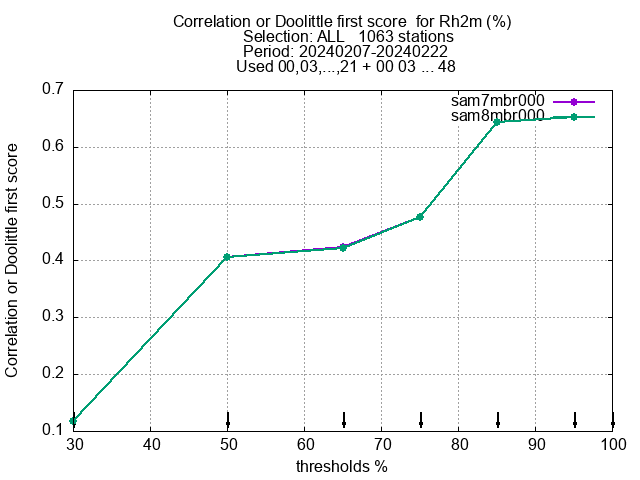 Correlation or Doolittle first score  for Rh2m (%)
Selection: ALL   1063 stations
Period: 20240207-20240222
Used 00,03,...,21 + 00 03 ... 48
sam7mbr000
sam8mbr000
Correlation or Doolittle first score
0.7
0.6
0.5
0.4
0.3
0.2
0.1
30 40 50 60 70 80 90 100
thresholds %